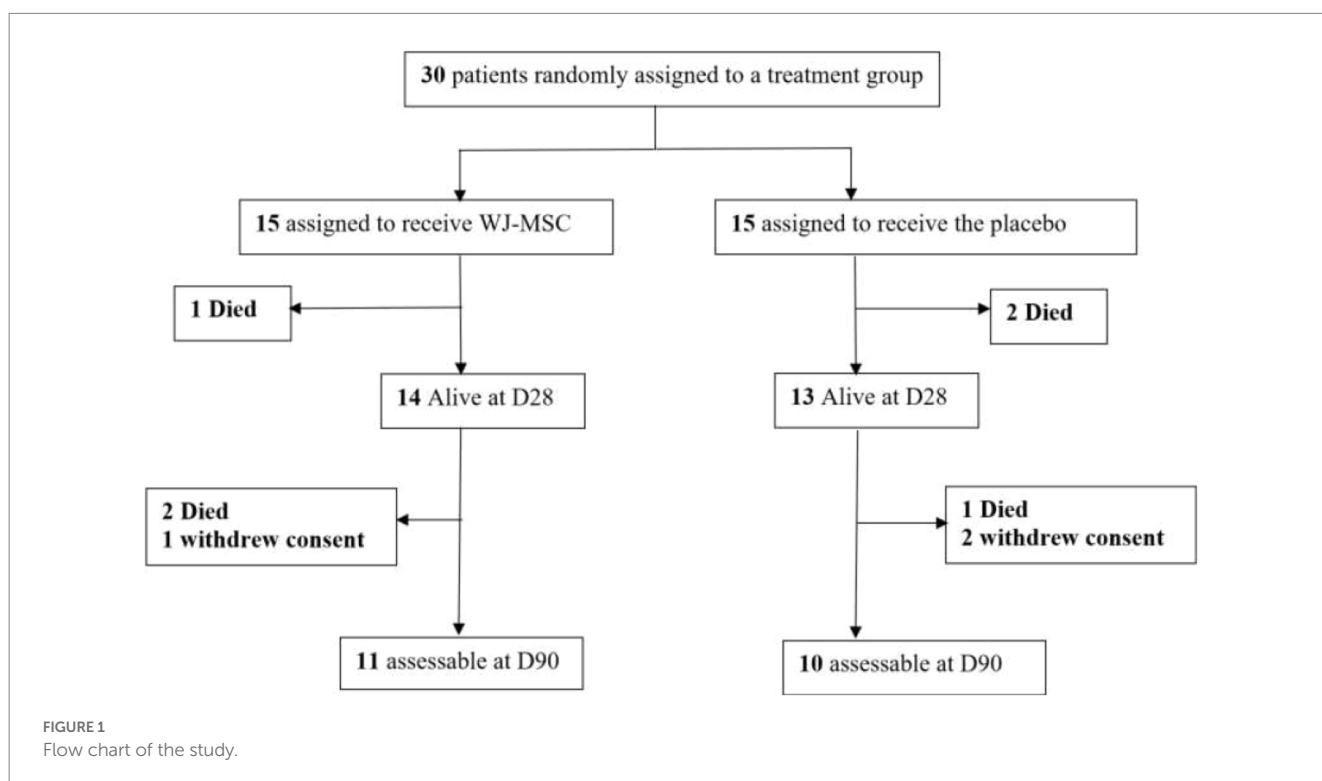 30 patients randomly assigned to a treatment group
15 assigned to receive WJ-MSC
15 assigned to receive the placebo
1 Died
2 Died
14 Alive at D28
13 Alive at D28
2 Died
1 withdrew consent
1 Died
2 withdrew consent
11 assessable at D90
10 assessable at D90
FIGURE 1
Flow chart of the study.